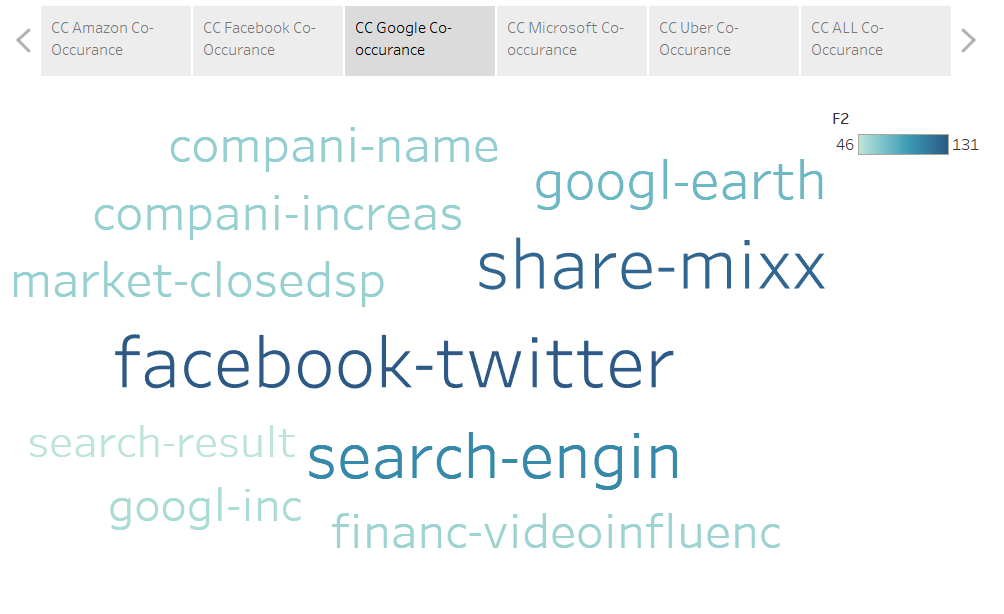 CC Amazon Co-
Occurance
CC Facebook Co-
Occurance
CC Google Co-
occurance
CC Microsoft Co-
occurance
CC Uber Co-
Occurance
CC ALL Co-
Occurance
F2
46 131
compani-name
googl-earth
compani-increas
share-mixx
market-closedsp
facebook-twitter
search-result
search-engin
googl-inc
financ-videoinfluenc